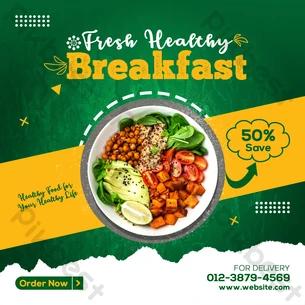 Fresh Healthy
Breakfast
50%
Save
Healthy Food for
Your Healthy Life
Order Now
FOR DELIVERY
012-3879-4569
www.website.com